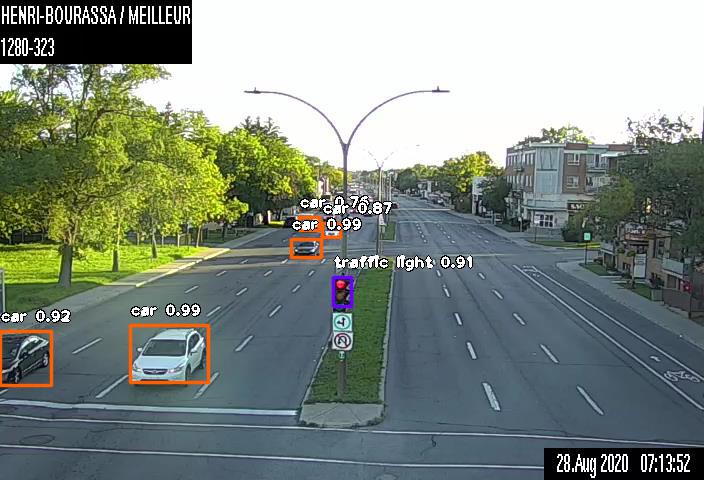 HENRI-BOURASSA / MEILLEUR
1280-323
car 0.76
car 0.87
car 0.99
traffic light 0.91
car 0.92
car 0.99
28.Aug 2020 07:13:52